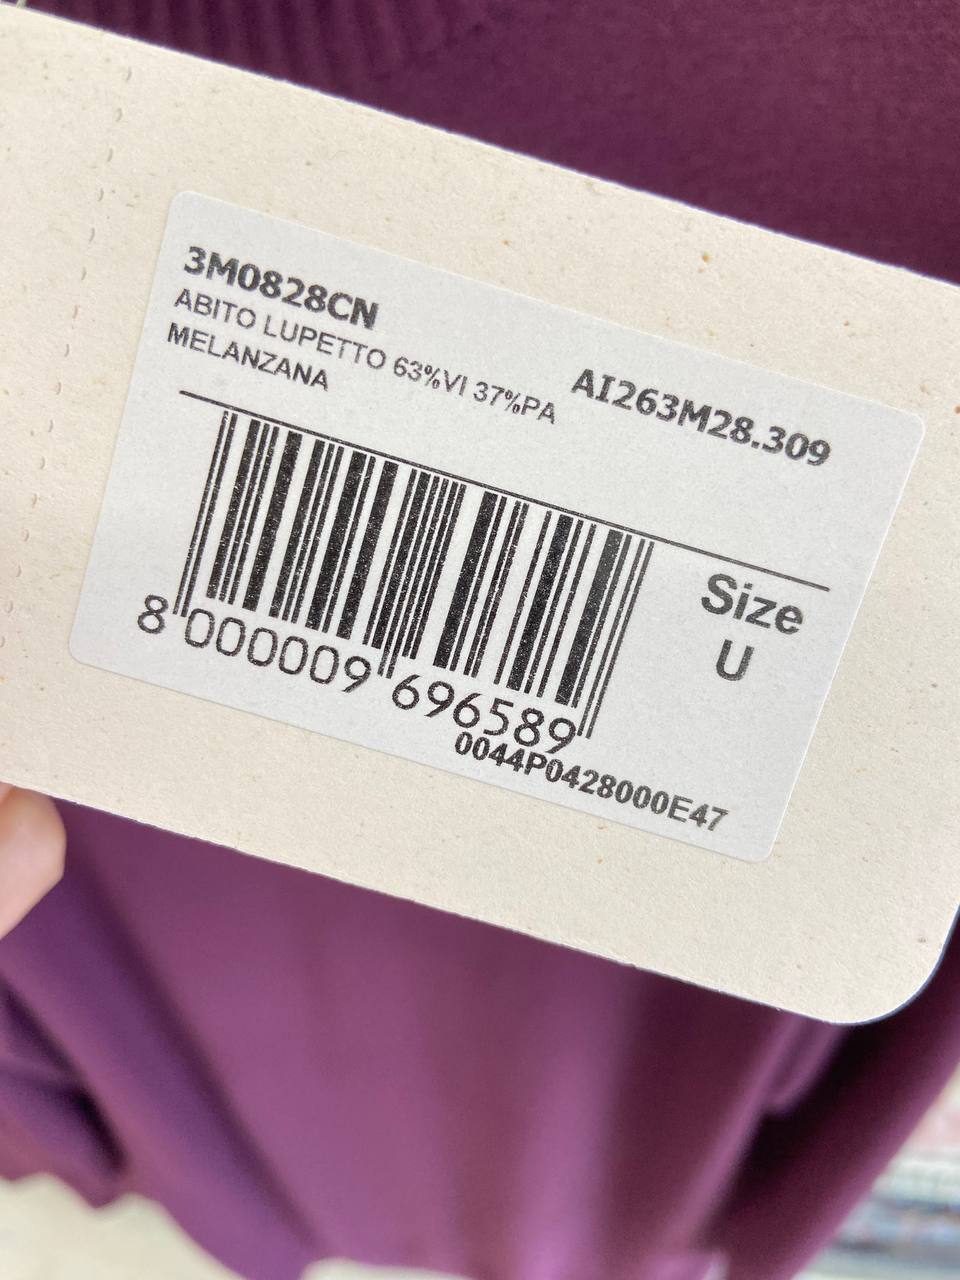 3M0828CN
ABITO LUPETTO 63%VI 37%PA
MELANZANA
AI263M28.309
Size
U
8 000009 696589
0044P0428000E47